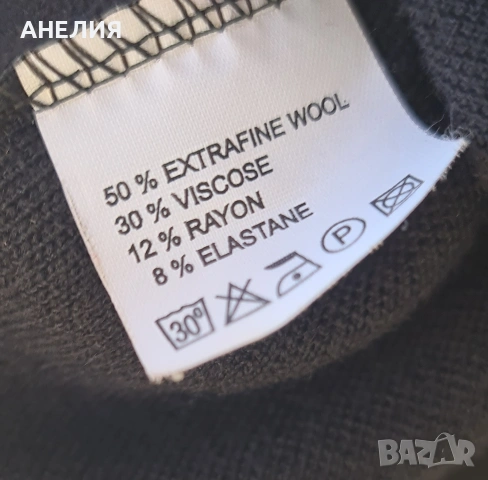 АНЕЛИЯ
50 % EXTRAFINE WOOL
30 % VISCOSE
12 % RAYON
8 % ELASTANE
30° P
Bazar